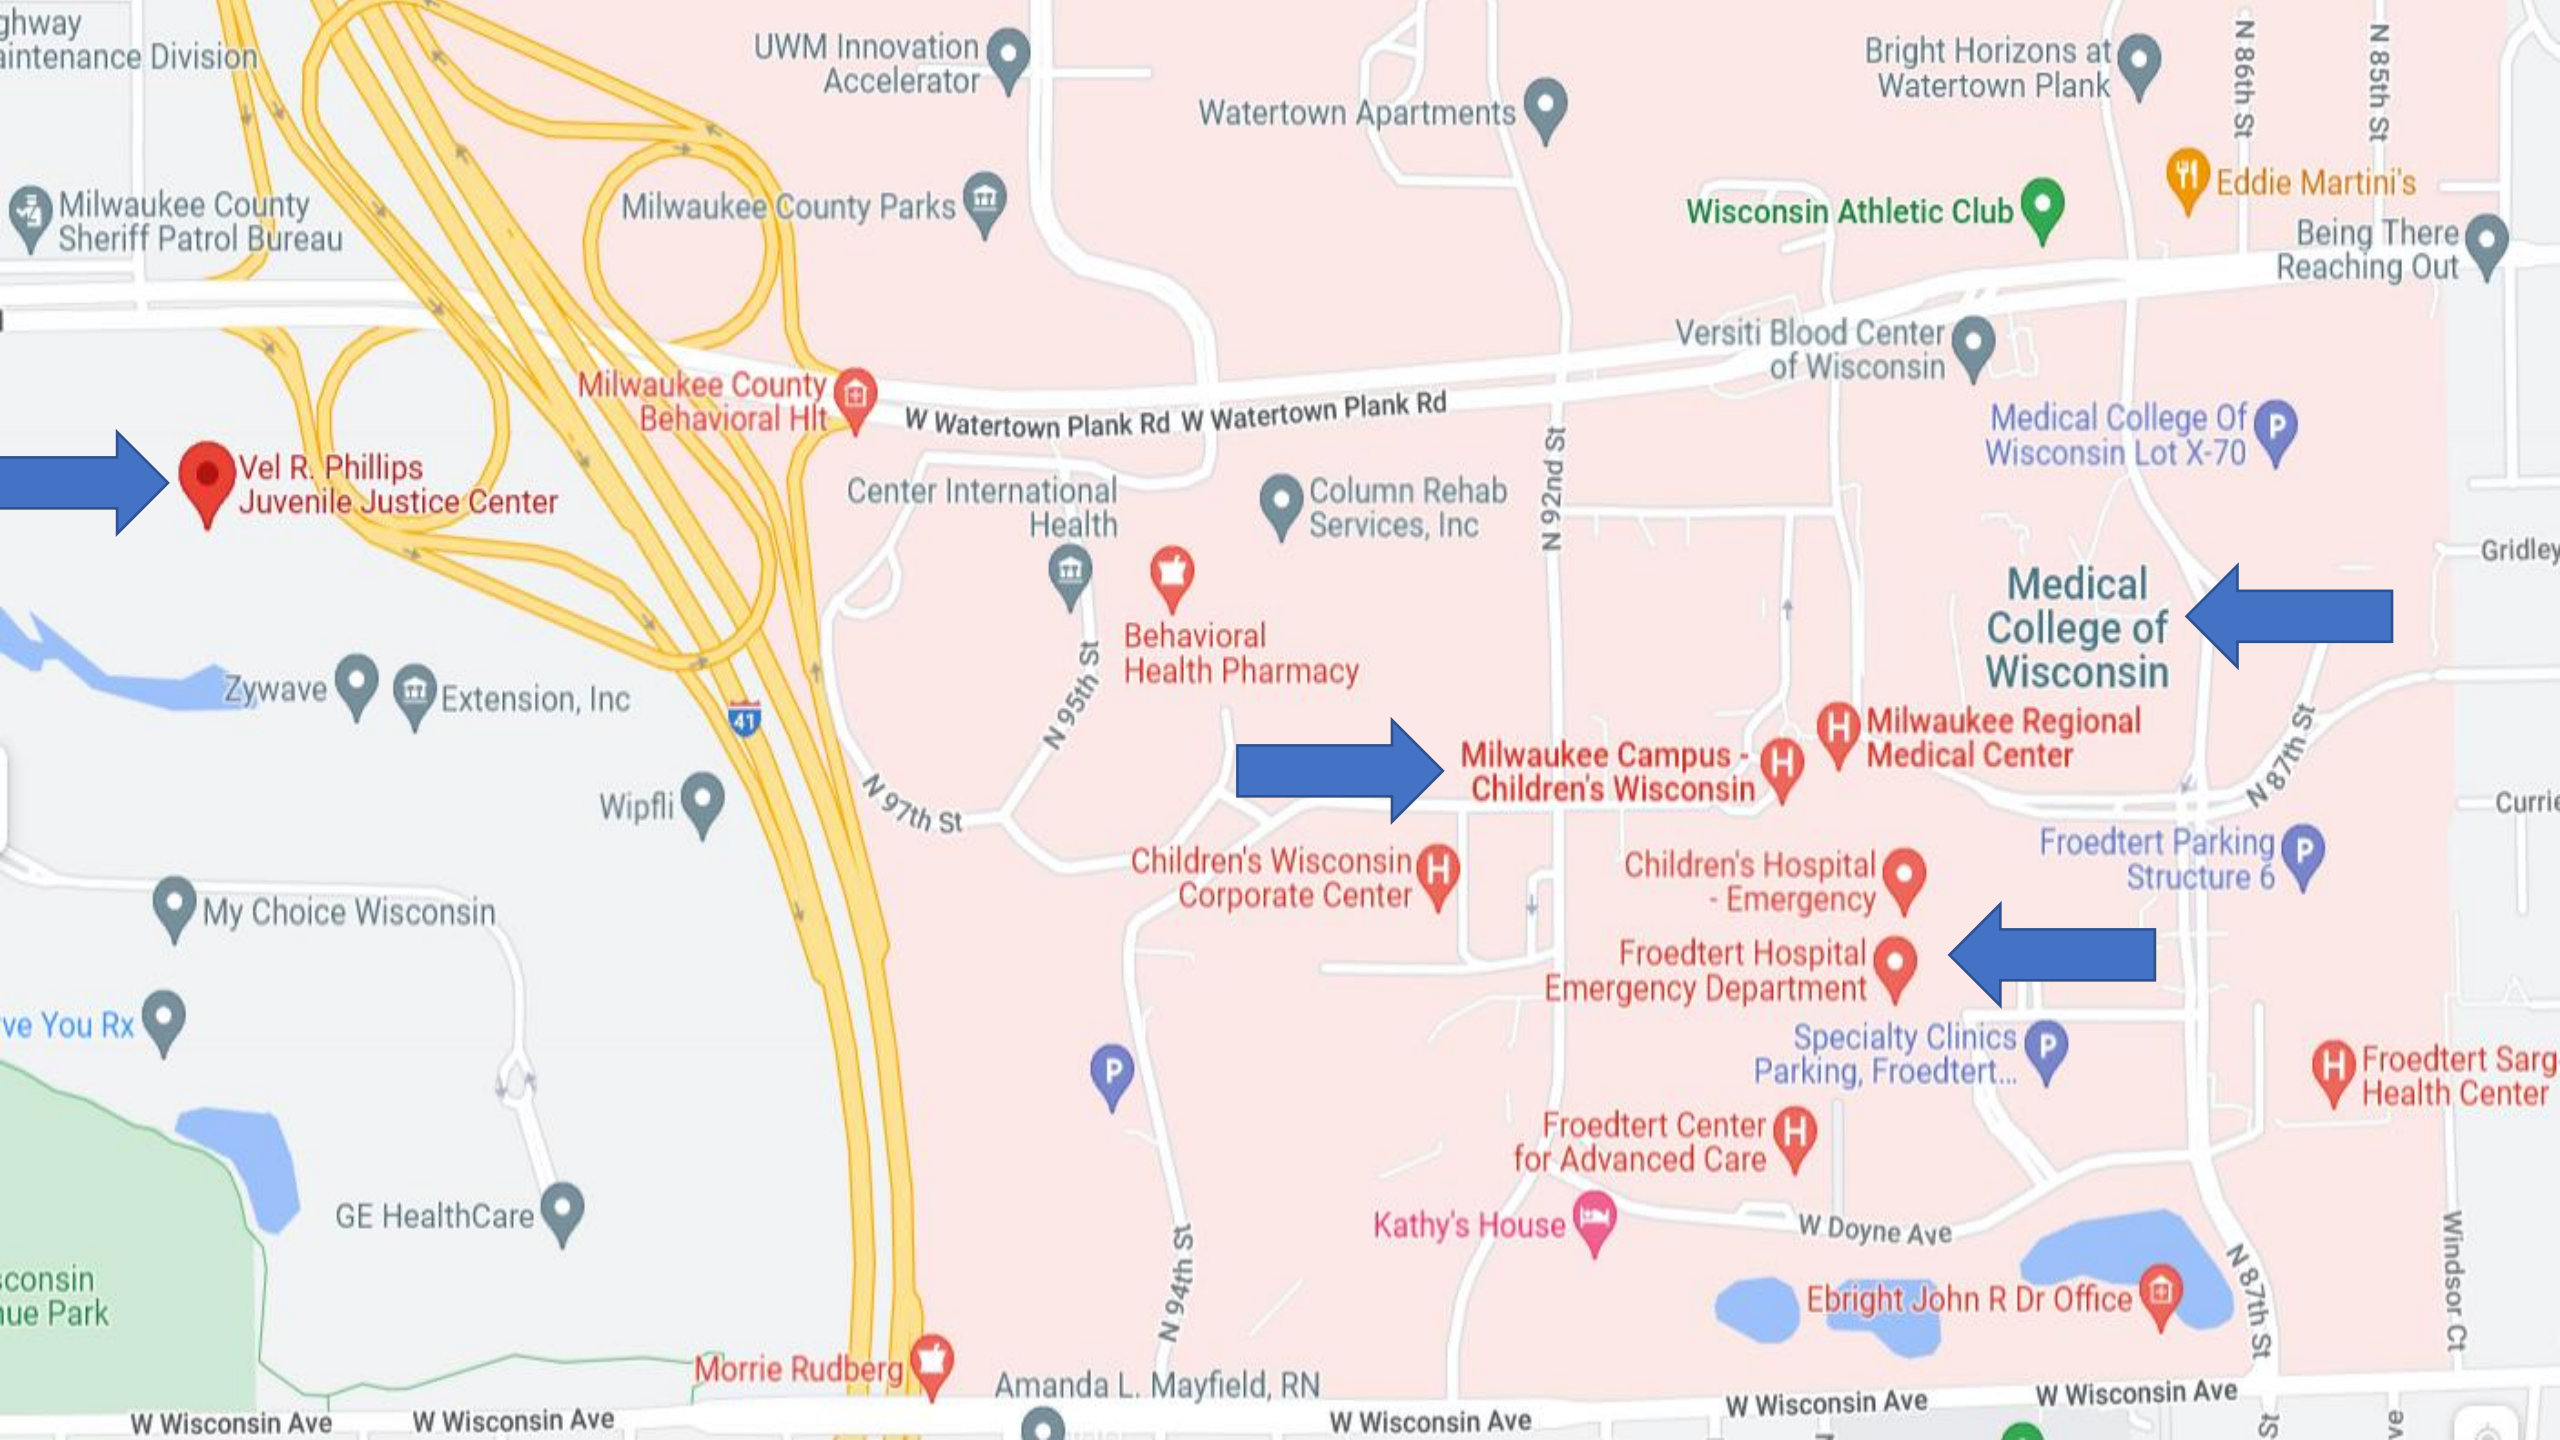 ghway
aintenance Division
UWM Innovation
Accelerator
Watertown Apartments
Bright Horizons at
Watertown Plank
N 86th St
N 85th St
Milwaukee County
Sheriff Patrol Bureau
Milwaukee County Parks
Wisconsin Athletic Club
Eddie Martini's
Being There
Reaching Out
Versiti Blood Center
of Wisconsin
Milwaukee County
Behavioral Hlt
W Watertown Plank Rd
W Watertown Plank Rd
Medical College Of
Wisconsin Lot X-70
P
Vel R. Phillips
Juvenile Justice Center
Center International
Health
Column Rehab
Services, Inc
N 92nd St
Gridley
Medical
College of
Wisconsin
Behavioral
Health Pharmacy
N 95th St
Zywave
Extension, Inc
41
Milwaukee Campus -
Children's Wisconsin
H
H
Milwaukee Regional
Medical Center
N 87th St
Wipfli
N 97th St
Currie
Children's Wisconsin
Corporate Center
H
Children's Hospital
- Emergency
Froedtert Parking
Structure 6
P
My Choice Wisconsin
Froedtert Hospital
Emergency Department
rve You Rx
Specialty Clinics
Parking, Froedtert...
P
P
H
Froedtert Sarg
Health Center
Froedtert Center
for Advanced Care
H
GE HealthCare
Kathy's House
W Doyne Ave
N 94th St
N 87th St
Windsor Ct
sconsin
nue Park
Ebright John R Dr Office
Morrie Rudberg
Amanda L. Mayfield, RN
W Wisconsin Ave
W Wisconsin Ave
W Wisconsin Ave
W Wisconsin Ave
W Wisconsin Ave
St
ve